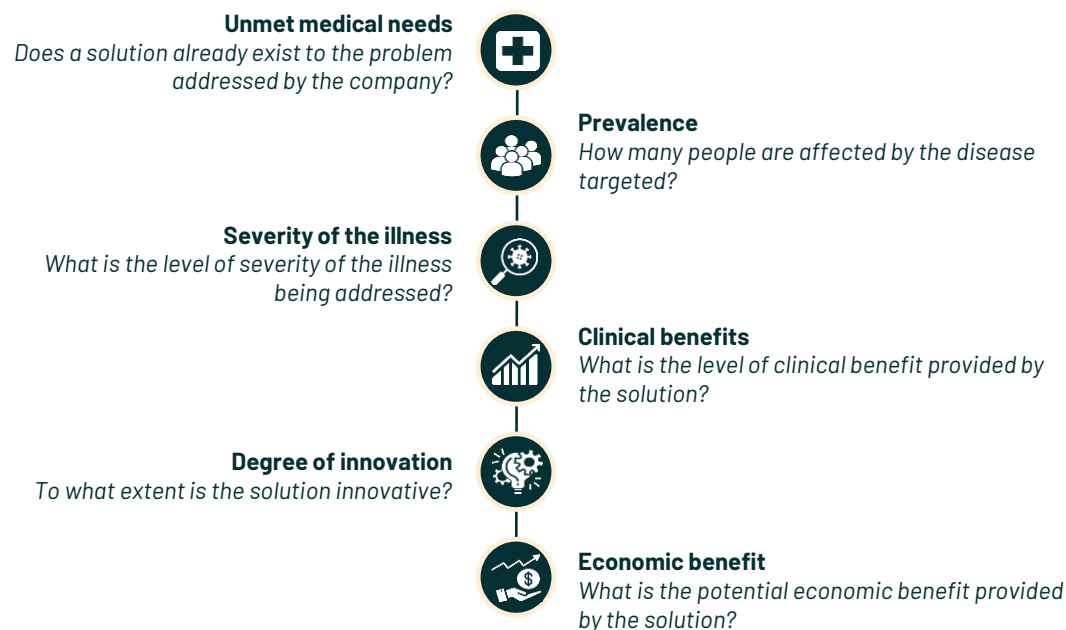 Unmet medical needs
Does a solution already exist to the problem
addressed by the company?
Prevalence
How many people are affected by the disease
targeted?
Severity of the illness
What is the level of severity of the illness
being addressed?
Clinical benefits
What is the level of clinical benefit provided by
the solution?
Degree of innovation
To what extent is the solution innovative?
$
Economic benefit
What is the potential economic benefit provided
by the solution?